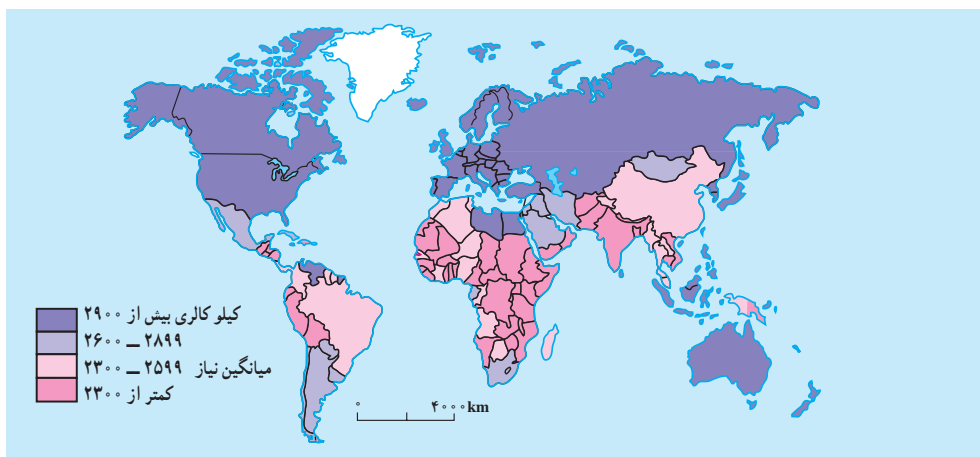 کیلو کالری بیش از ۲۹۰۰
۲۶۰۰ ــ ۲۸۹۹
میانگین نیاز ۲۵۹۹ ــ ۲۳۰۰
کمتر از ۲۳۰۰
۰ ۴۰۰۰ km